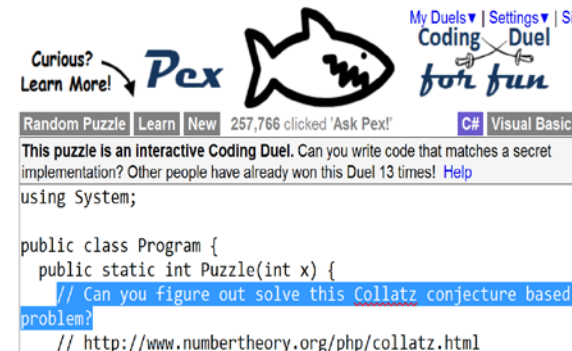 My Duels▼ | Settings▼ |
Coding Duel
for fun
Curious?
Learn More!
Pex
Random Puzzle Learn New 257,766 clicked 'Ask Pex!' C# Visual Basic
This puzzle is an interactive Coding Duel. Can you write code that matches a secret
implementation? Other people have already won this Duel 13 times! Help
using System;
public class Program {
public static int Puzzle(int x) {
// Can you figure out solve this Collatz conjecture based
problem?
// http://www.numbertheory.org/php/collatz.html